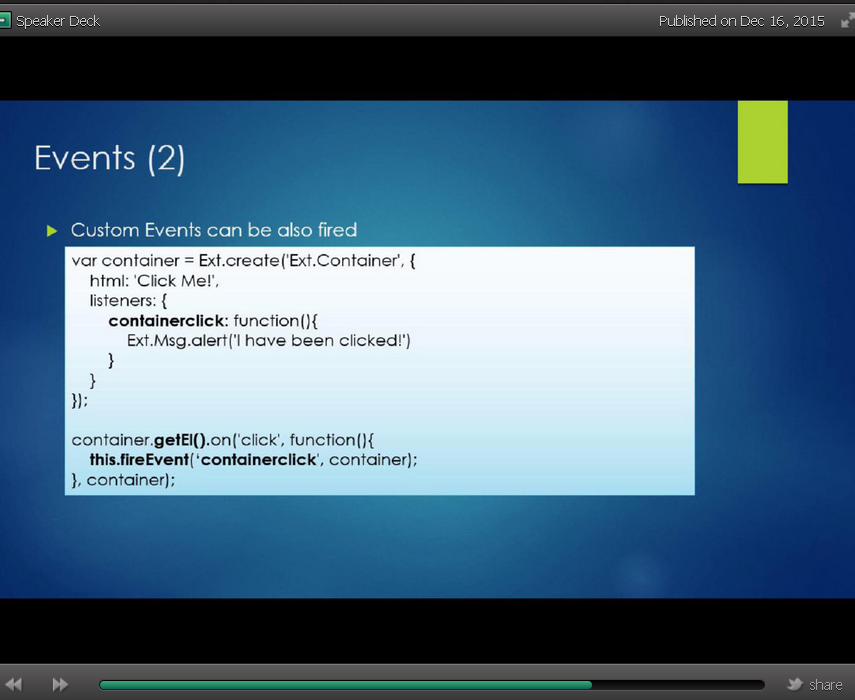 Speaker Deck
Published on Dec 16, 2015
Events (2)
Custom Events can be also fired
var container = Ext.create('Ext.Container', {
html: 'Click Me!',
listeners: {
containerclick: function(){
Ext.Msg.alert('I have been clicked!')
}
}
});
container.getEl().on('click', function(){
this.fireEvent(‘containerclick', container);
}, container);
share